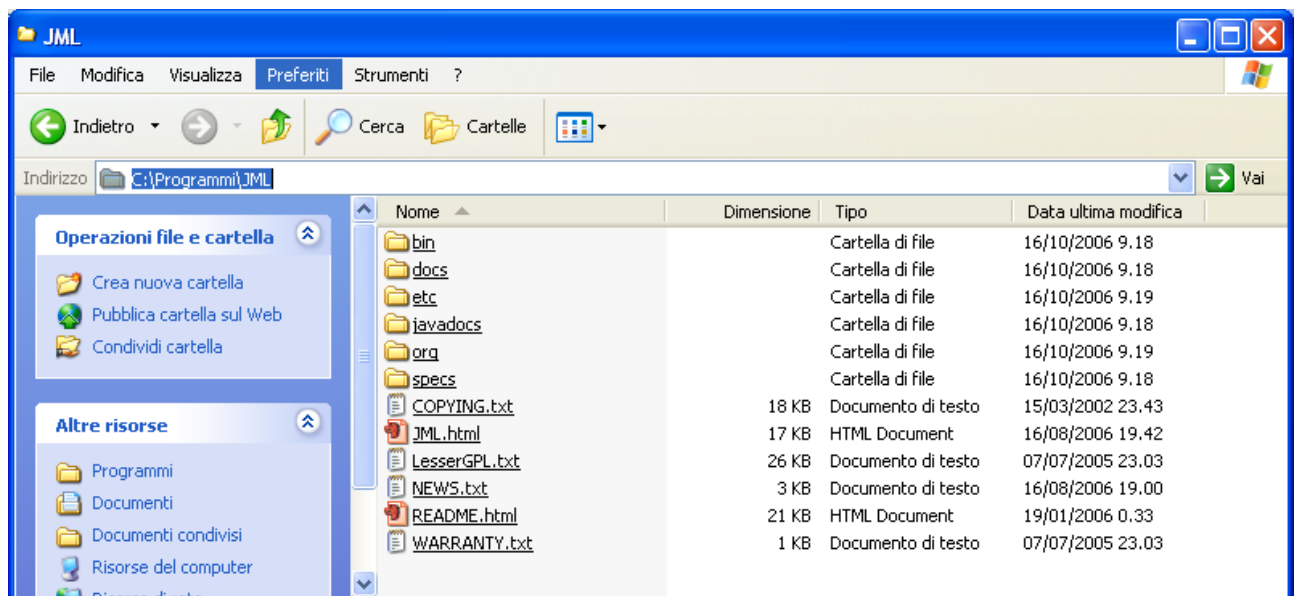 JML
File Modifica Visualizza Preferiti Strumenti ?
Indietro Cerca Cartelle
Indirizzo C:\Programmi\JML Vai
Operazioni file e cartella
Crea nuova cartella
Pubblica cartella sul Web
Condividi cartella
Altre risorse
Programmi
Documenti
Documenti condivisi
Risorse del computer
Nome Dimensione Tipo Data ultima modifica
bin Cartella di file 16/10/2006 9.18
docs Cartella di file 16/10/2006 9.18
etc Cartella di file 16/10/2006 9.19
javadocs Cartella di file 16/10/2006 9.18
org Cartella di file 16/10/2006 9.19
specs Cartella di file 16/10/2006 9.18
COPYING.txt 18 KB Documento di testo 15/03/2002 23.43
JML.html 17 KB HTML Document 16/08/2006 19.42
LesserGPL.txt 26 KB Documento di testo 07/07/2005 23.03
NEWS.txt 3 KB Documento di testo 16/08/2006 19.00
README.html 21 KB HTML Document 19/01/2006 0.33
WARRANTY.txt 1 KB Documento di testo 07/07/2005 23.03